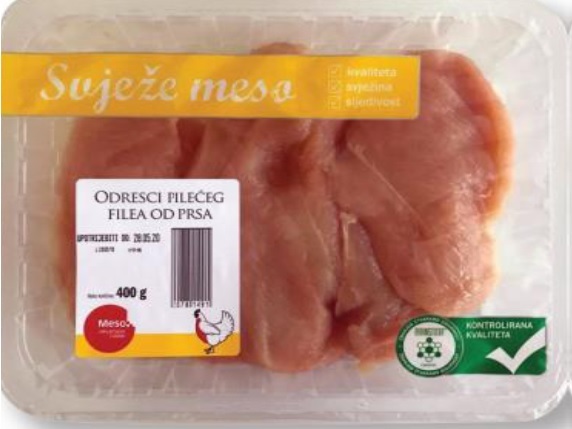 Svježe meso
kvaliteta
svježina
sljedivost
ODRESCI PILEĆEG
FILEA OD PRSA
UPOTRIJEBITI DO: 28.05.20
400 g
Meso
KONTROLIRANA
KVALITETA